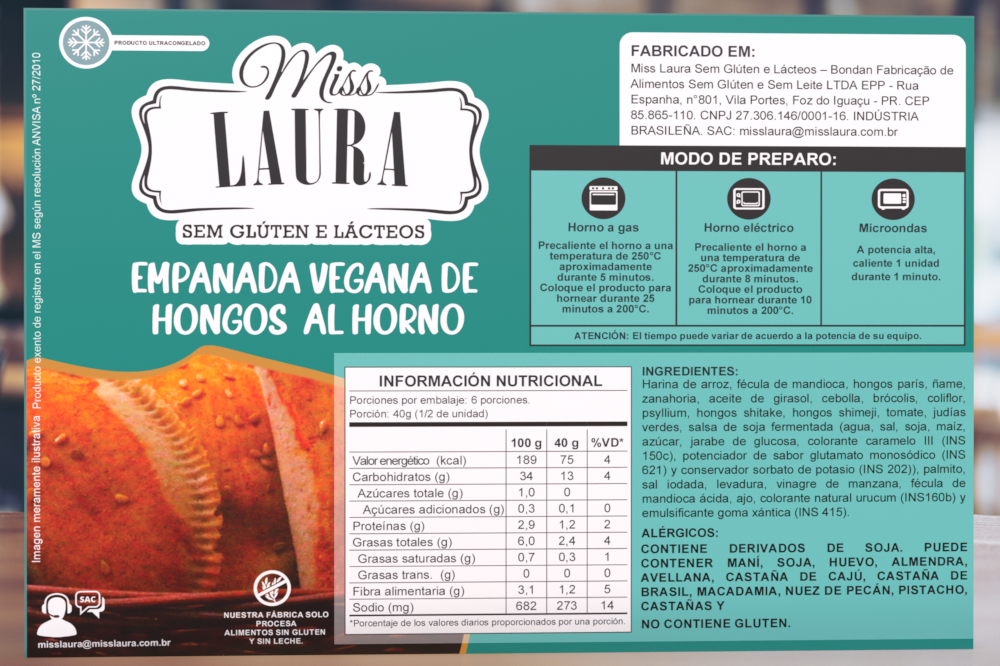 PRODUCTO ULTRACONGELADO
Miss
LAURA
SEM GLÚTEN E LÁCTEOS
EMPANADA VEGANA DE
HONGOS AL HORNO
Imagen meramente ilustrativa Producto exento de registro en el MS según resolución ANVISA nº 27/2010
FABRICADO EM:
Miss Laura Sem Glúten e Lácteos – Bondan Fabricação de
Alimentos Sem Glúten e Sem Leite LTDA EPP - Rua
Espanha, n°801, Vila Portes, Foz do Iguaçu - PR. CEP
85.865-110. CNPJ 27.306.146/0001-16. INDÚSTRIA
BRASILEÑA. SAC: misslaura@misslaura.com.br
MODO DE PREPARO:
Horno a gas
Precaliente el horno a una
temperatura de 250°C
aproximadamente
durante 5 minutos.
Coloque el producto para
hornear durante 25
minutos a 200°C.
Horno eléctrico
Precaliente el horno a
una temperatura de
250°C aproximadamente
durante 8 minutos.
Coloque el producto
para hornear durante 10
minutos a 200°C.
Microondas
A potencia alta,
caliente 1 unidad
durante 1 minuto.
ATENCIÓN: El tiempo puede variar de acuerdo a la potencia de su equipo.
INFORMACIÓN NUTRICIONAL
Porciones por embalaje: 6 porciones.
Porción: 40g (1/2 de unidad)
100 g 40 g %VD*
Valor energético (kcal) 189 75 4
Carbohidratos (g) 34 13 4
Azúcares totale (g) 1,0 0
Açúcares adicionados (g) 0,3 0,1 0
Proteínas (g) 2,9 1,2 2
Grasas totales (g) 6,0 2,4 4
Grasas saturadas (g) 0,7 0,3 1
Grasas trans. (g) 0 0 0
Fibra alimentaria (g) 3,1 1,2 5
Sodio (mg) 682 273 14
*Porcentaje de los valores diarios proporcionados por una porción.
INGREDIENTES:
Harina de arroz, fécula de mandioca, hongos parís, ñame,
zanahoria, aceite de girasol, cebolla, brócolis, coliflor,
psyllium, hongos shitake, hongos shimeji, tomate, judías
verdes, salsa de soja fermentada (agua, sal, soja, maíz,
azúcar, jarabe de glucosa, colorante caramelo III (INS
150c), potenciador de sabor glutamato monosódico (INS
621) y conservador sorbato de potasio (INS 202)), palmito,
sal iodada, levadura, vinagre de manzana, fécula de
mandioca ácida, ajo, colorante natural urucum (INS160b) y
emulsificante goma xántica (INS 415).
ALÉRGICOS:
CONTIENE DERIVADOS DE SOJA. PUEDE
CONTENER MANÍ, SOJA, HUEVO, ALMENDRA,
AVELLANA, CASTAÑA DE CAJÚ, CASTAÑA DE
BRASIL, MACADAMIA, NUEZ DE PECÁN, PISTACHO,
CASTAÑAS Y
NO CONTIENE GLUTEN.
SAC
misslaura@misslaura.com.br
NUESTRA FÁBRICA SOLO
PROCESA
ALIMENTOS SIN GLUTEN
Y SIN LECHE.